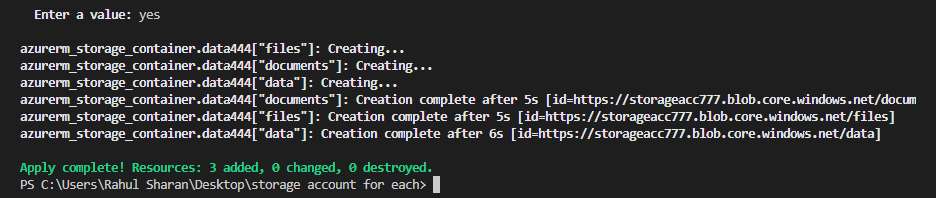 Enter a value: yes
azurerm_storage_container.data444["files"]: Creating...
azurerm_storage_container.data444["documents"]: Creating...
azurerm_storage_container.data444["data"]: Creating...
azurerm_storage_container.data444["documents"]: Creation complete after 5s [id=https://storageacc777.blob.core.windows.net/docum
azurerm_storage_container.data444["files"]: Creation complete after 5s [id=https://storageacc777.blob.core.windows.net/files]
azurerm_storage_container.data444["data"]: Creation complete after 6s [id=https://storageacc777.blob.core.windows.net/data]
Apply complete! Resources: 3 added, 0 changed, 0 destroyed.
PS C:\Users\Rahul Sharan\Desktop\storage account for each>